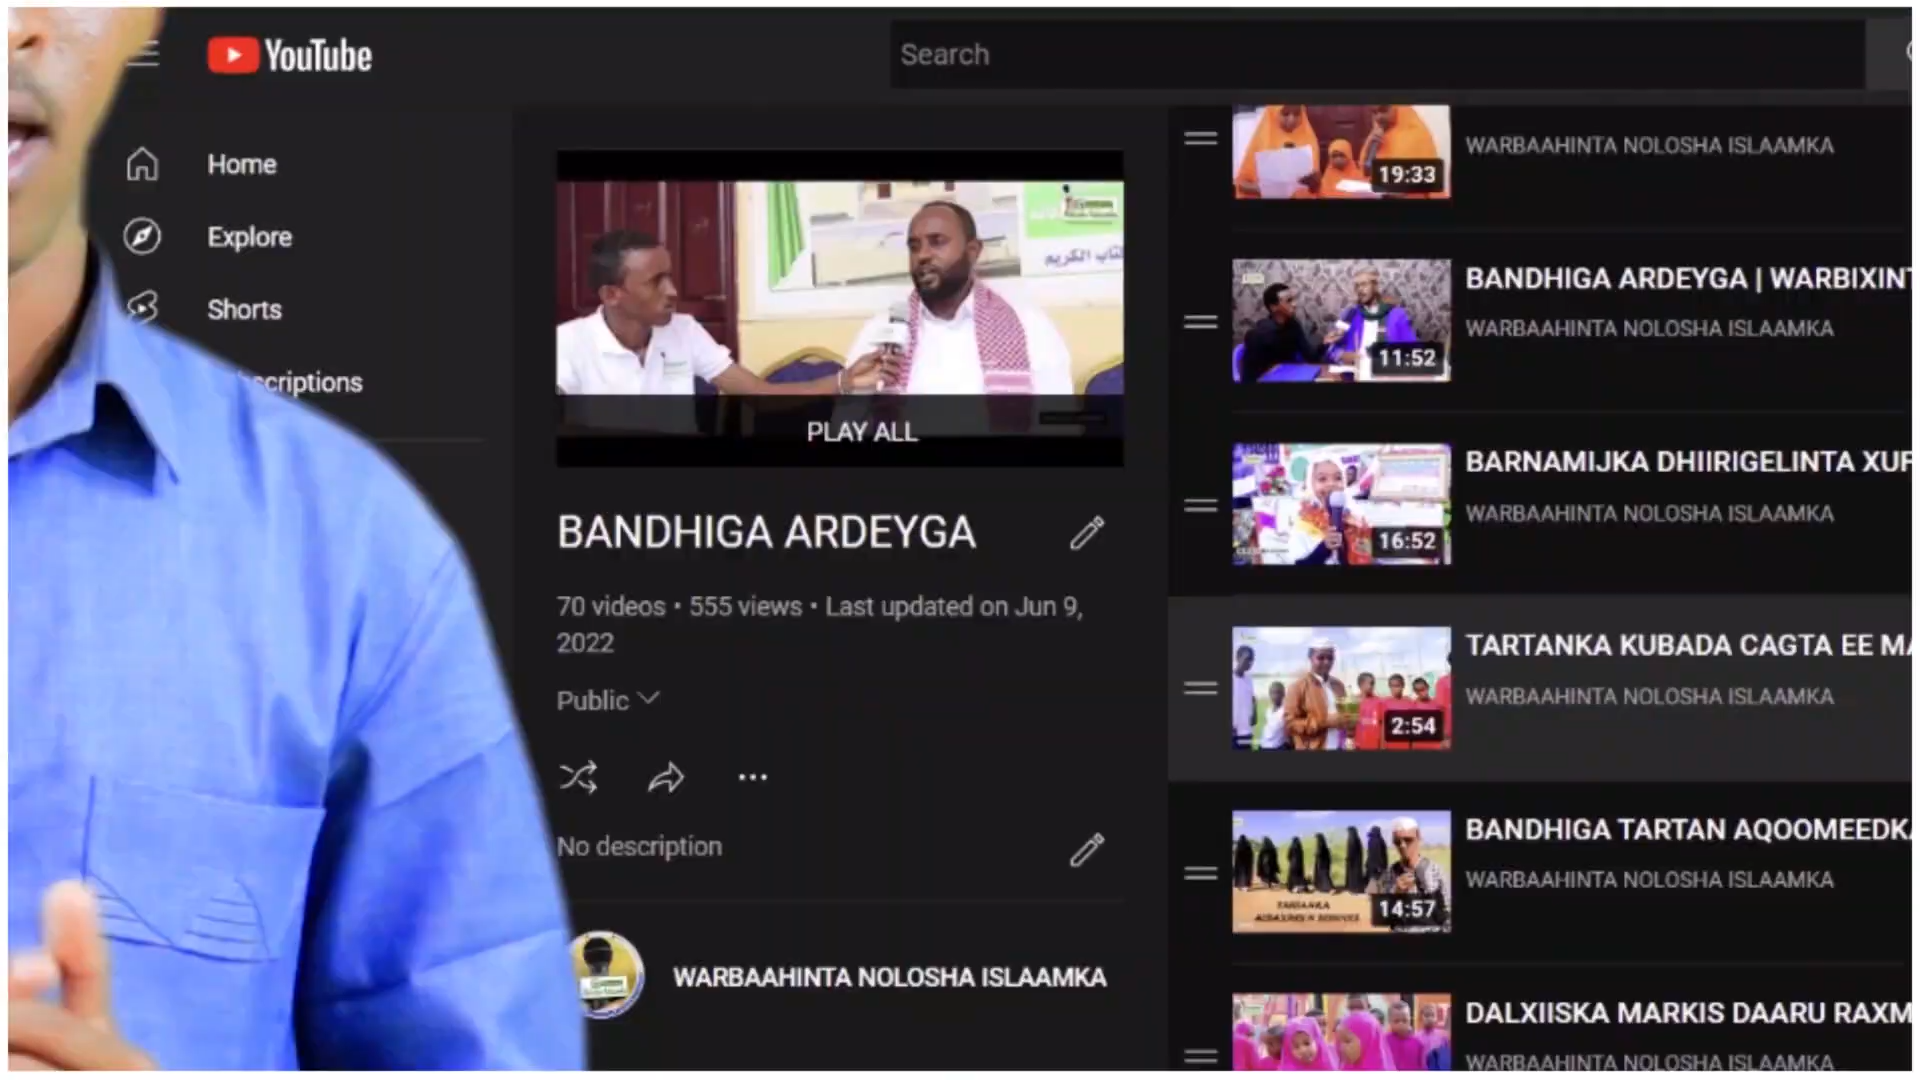 YouTube
Search
Home
Explore
Shorts
scriptions
PLAY ALL
BANDHIGA ARDEYGA
70 videos • 555 views • Last updated on Jun 9,
2022
Public
No description
WARBAAHINTA NOLOSHA ISLAAMKA
19:33
WARBAAHINTA NOLOSHA ISLAAMKA
11:52
BANDHIGA ARDEYGA | WARBIXINT
WARBAAHINTA NOLOSHA ISLAAMKA
16:52
BARNAMIJKA DHIIRIGELINTA XUF
WARBAAHINTA NOLOSHA ISLAAMKA
2:54
TARTANKA KUBADA CAGTA EE MA
WARBAAHINTA NOLOSHA ISLAAMKA
TARTANKA
14:57
BANDHIGA TARTAN AQOOMEEDKA
WARBAAHINTA NOLOSHA ISLAAMKA
DALXIISKA MARKIS DAARU RAXM
WARBAAHINTA NOLOSHA ISLAAMKA